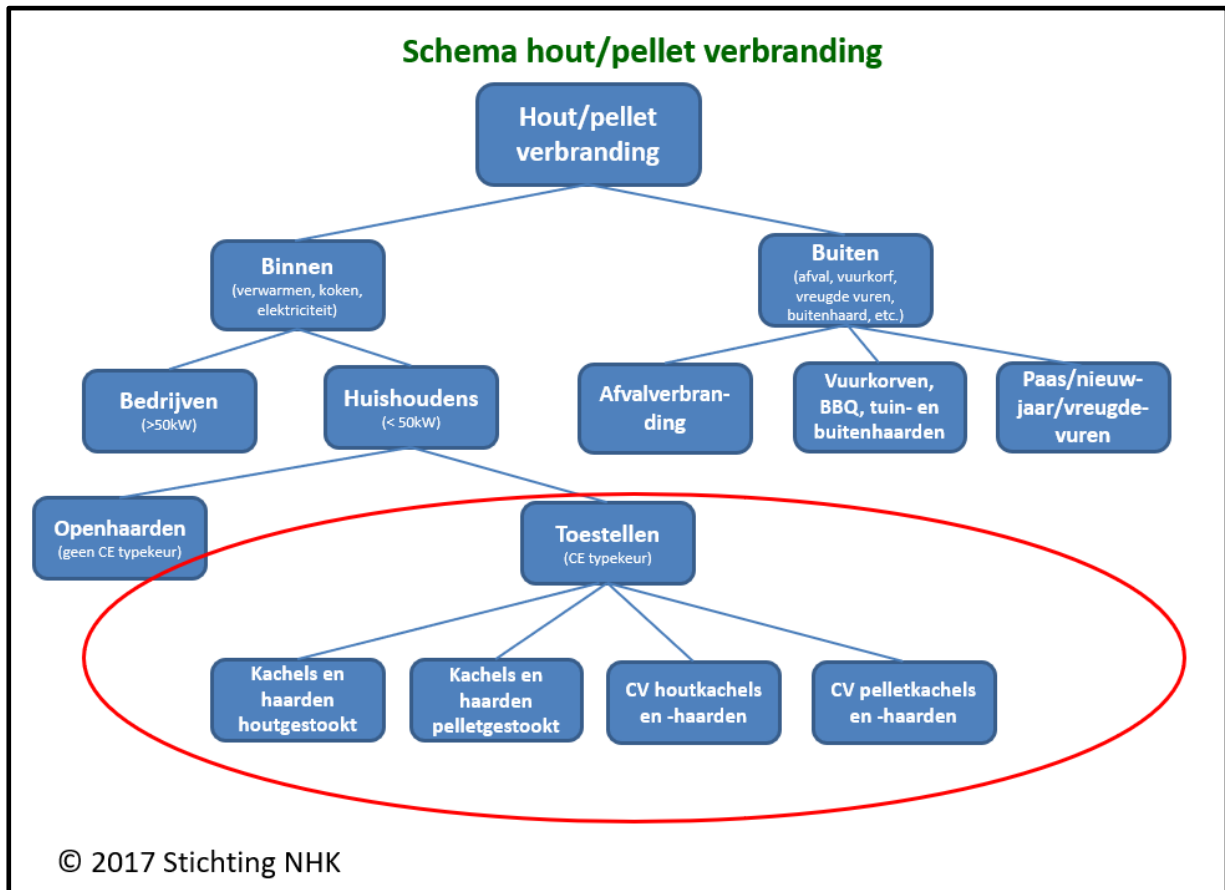 Schema hout/pellet verbranding
Hout/pellet
verbranding
Binnen
(verwarmen, koken,
elektriciteit)
Buiten
(afval, vuurkorf,
vreugde vuren,
buitenhaard, etc.)
Bedrijven
(>50kW)
Huishoudens
(< 50kW)
Afvalverbran-
ding
Vuurkorven,
BBQ, tuin- en
buitenhaarden
Paas/nieuw-
jaar/vreugde-
vuren
Openhaarden
(geen CE typekeur)
Toestellen
(CE typekeur)
Kachels en
haarden
houtgestookt
Kachels en
haarden
pelletgestookt
CV houtkachels
en -haarden
CV pelletkachels
en -haarden
© 2017 Stichting NHK